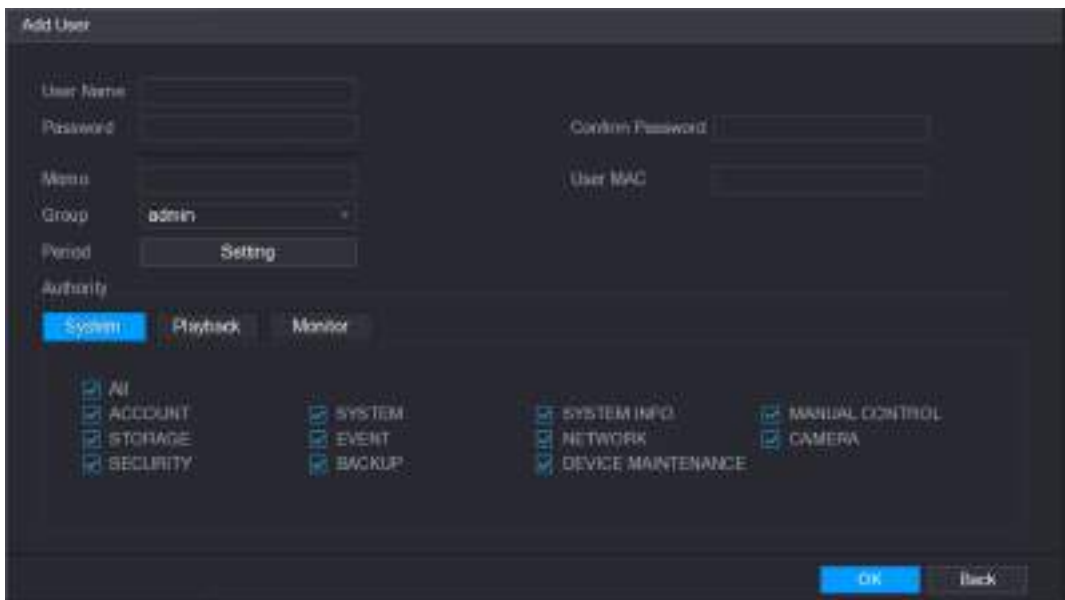 Add User
User Name
Password Confirm Password
Memo User MAC
Group admin
Period Setting
Authority
System Playback Monitor
All
ACCOUNT SYSTEM SYSTEM INFO MANUAL CONTROL
STORAGE EVENT NETWORK CAMERA
SECURITY BACKUP DEVICE MAINTENANCE
OK Back